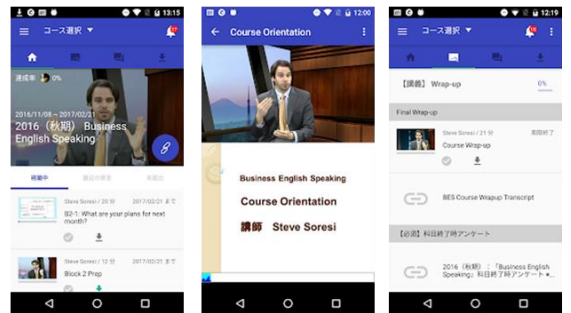 13:15
コース選択 ▼
達成率 0%
2016/11/08 ~ 2017/02/21
2016（秋期） Business
English Speaking
視聴中
Steve Soresi / 20 分
2017/02/21 まで
B2-1: What are your plans for next
month?
Steve Soresi / 12 分
2017/02/21 まで
Block 2 Prep
12:00
Course Orientation
Business English Speaking
Course Orientation
講師 Steve Soresi
12:19
コース選択 ▼
【講義】 Wrap-up
0%
Final Wrap-up
Steve Soresi / 21 分
期限終了
Course Wrap-up
BES Course Wrapup Transcript
【必須】科目終了時アンケート
2016（秋期）：「Business English
Speaking」科目終了時アンケート